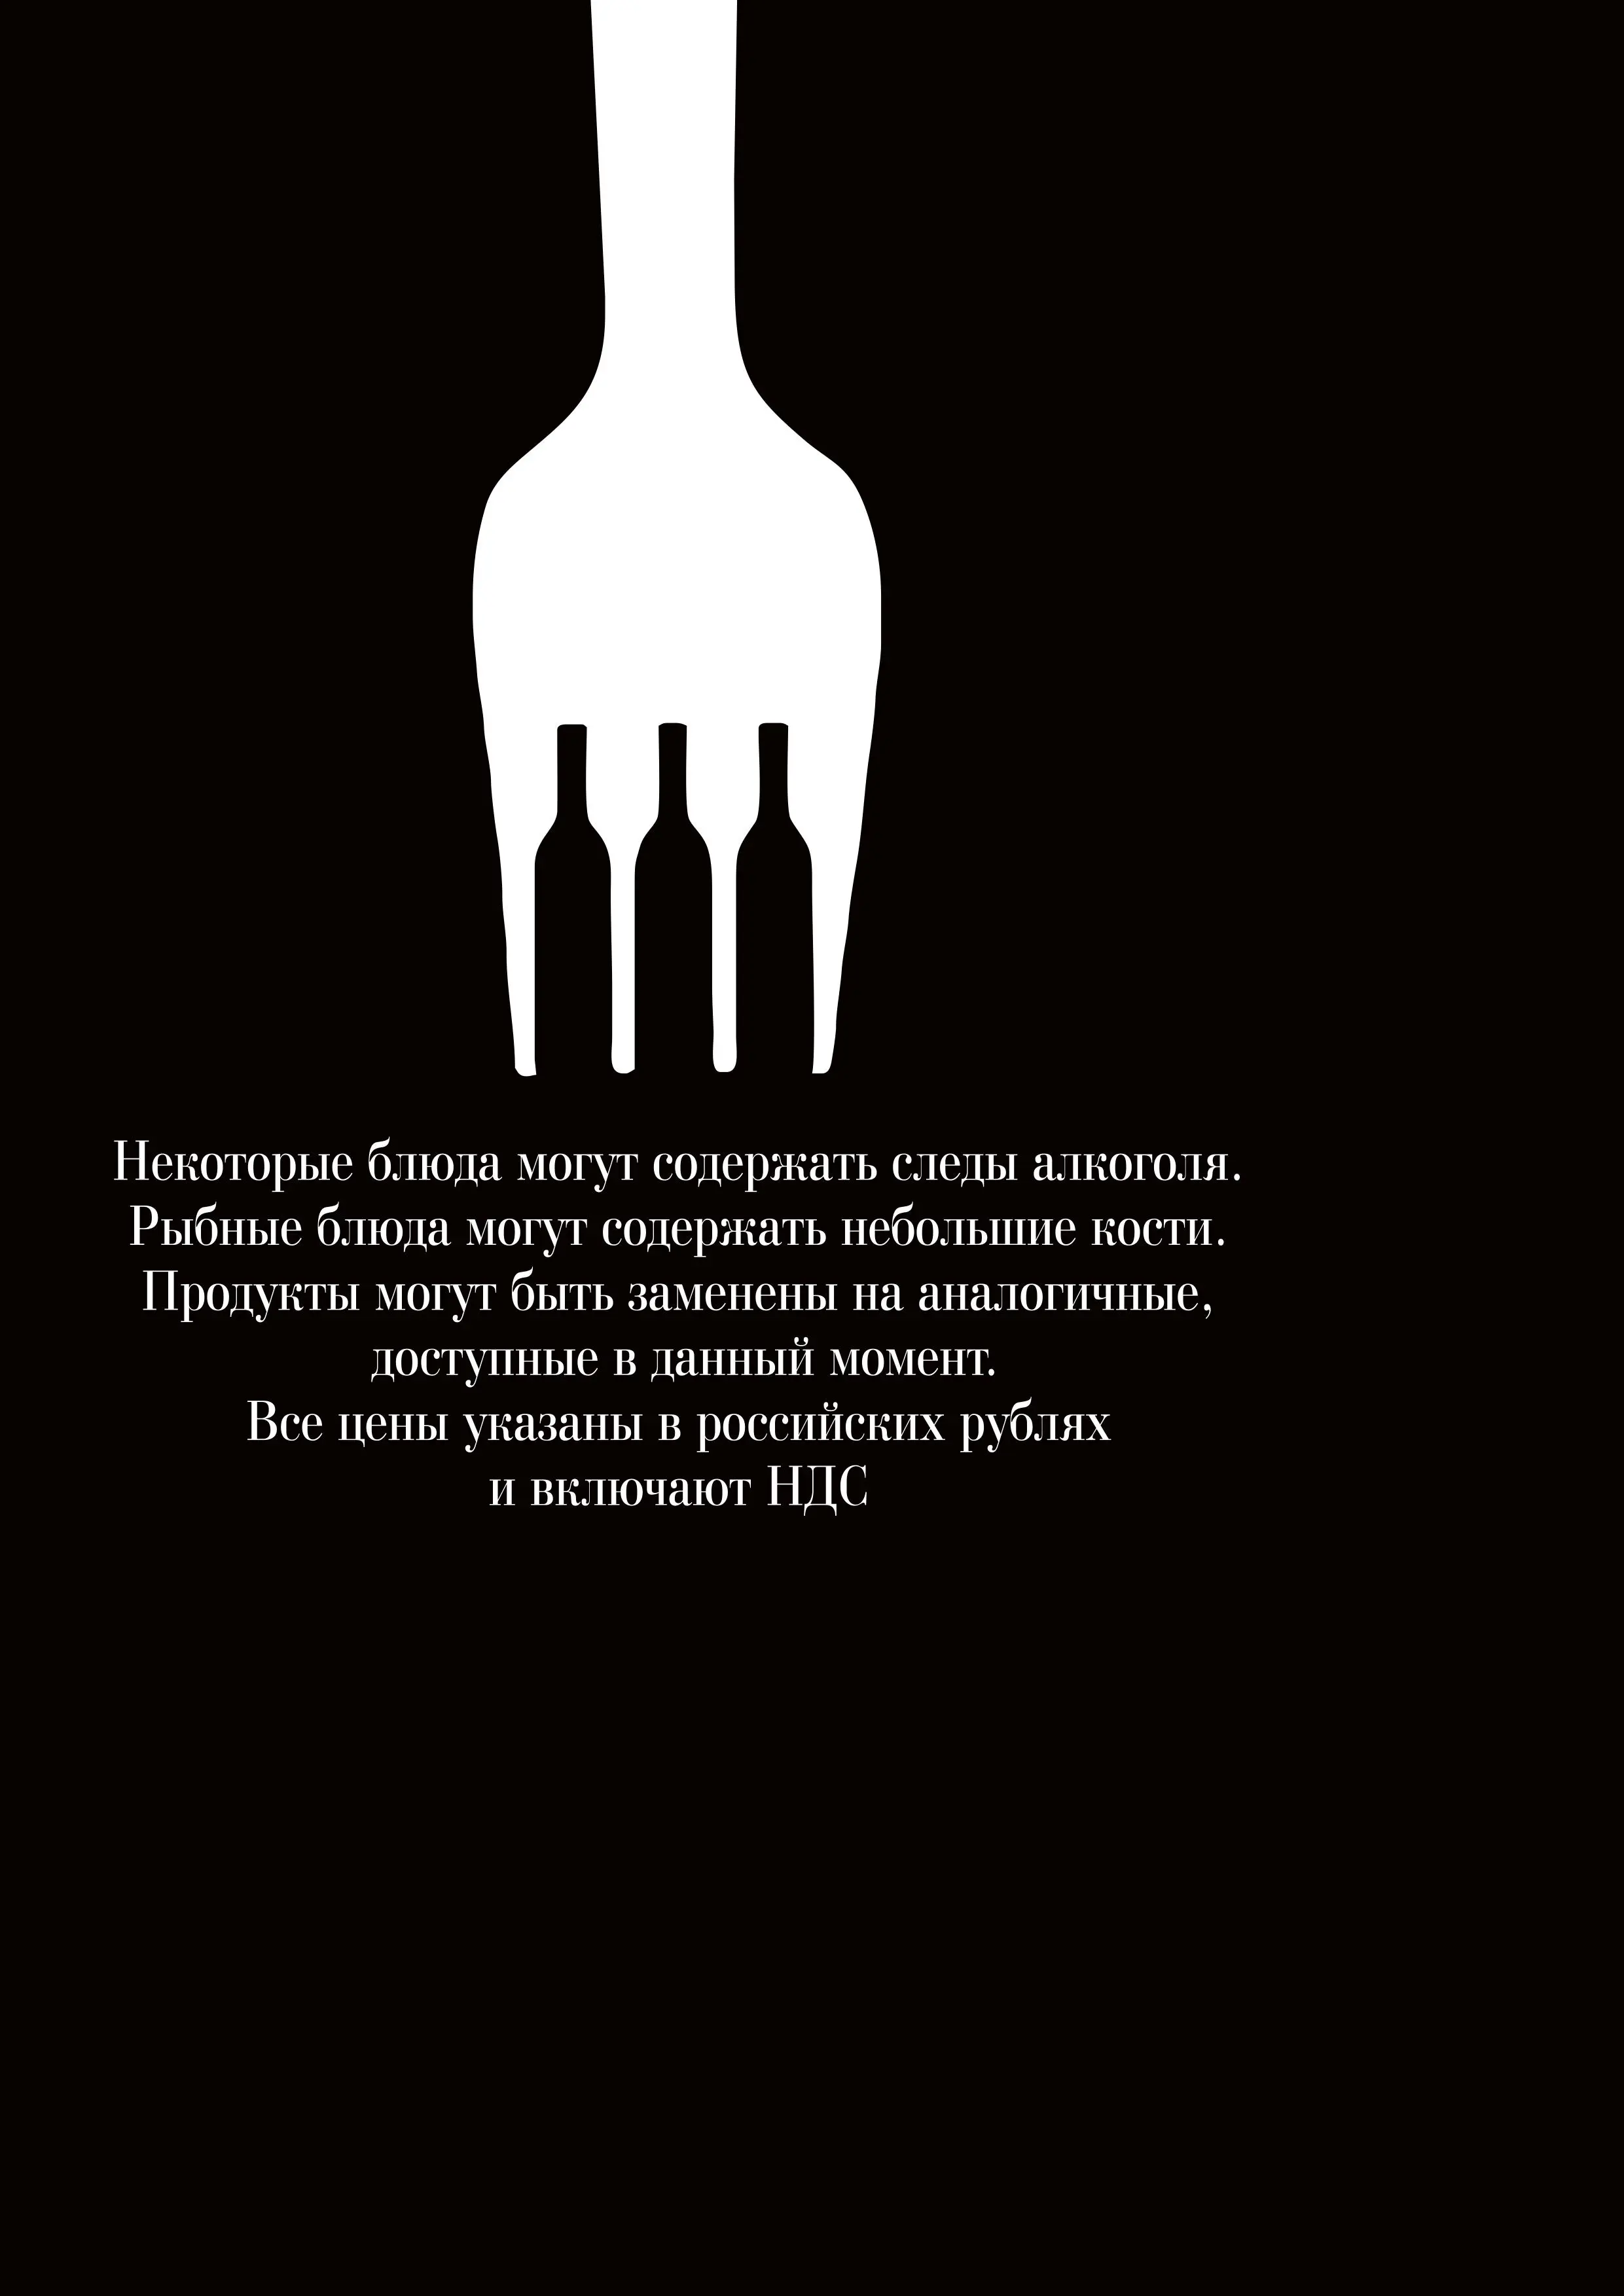 Некоторые блюда могут содержать следы алкоголя.
Рыбные блюда могут содержать небольшие кости.
Продукты могут быть заменены на аналогичные,
доступные в данный момент.
Все цены указаны в российских рублях
и включают НДС